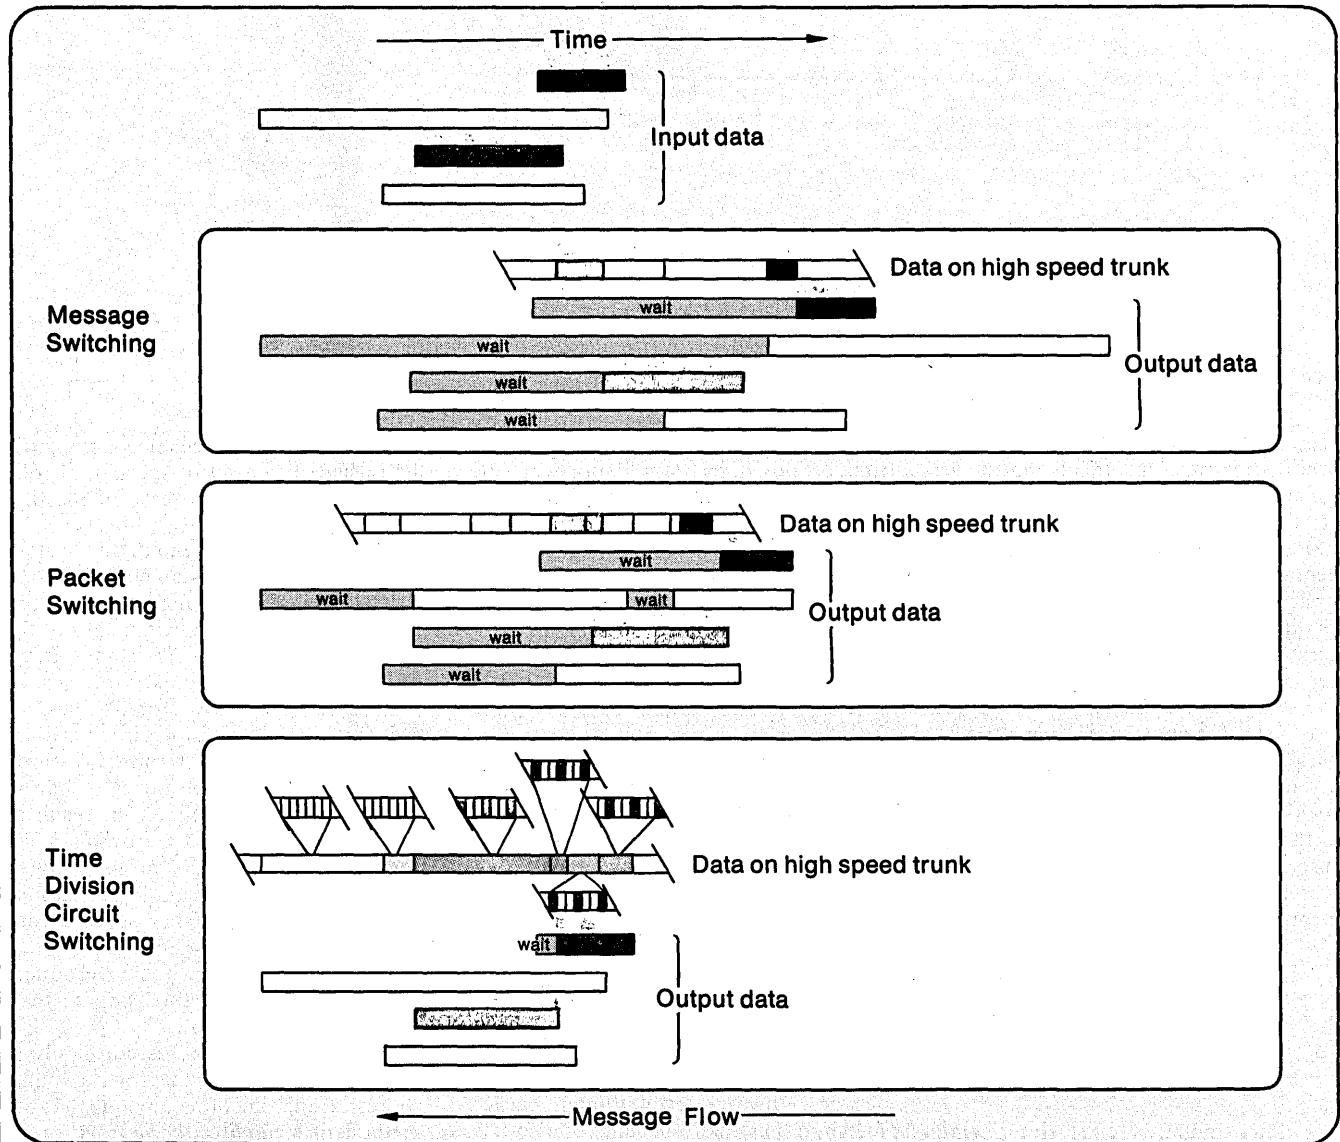 Time
Input data
Message
Switching
Data on high speed trunk
wait
wait
wait
wait
Output data
Packet
Switching
Data on high speed trunk
wait
wait
wait
wait
wait
Output data
Time
Division
Circuit
Switching
Data on high speed trunk
wait
Output data
Message Flow